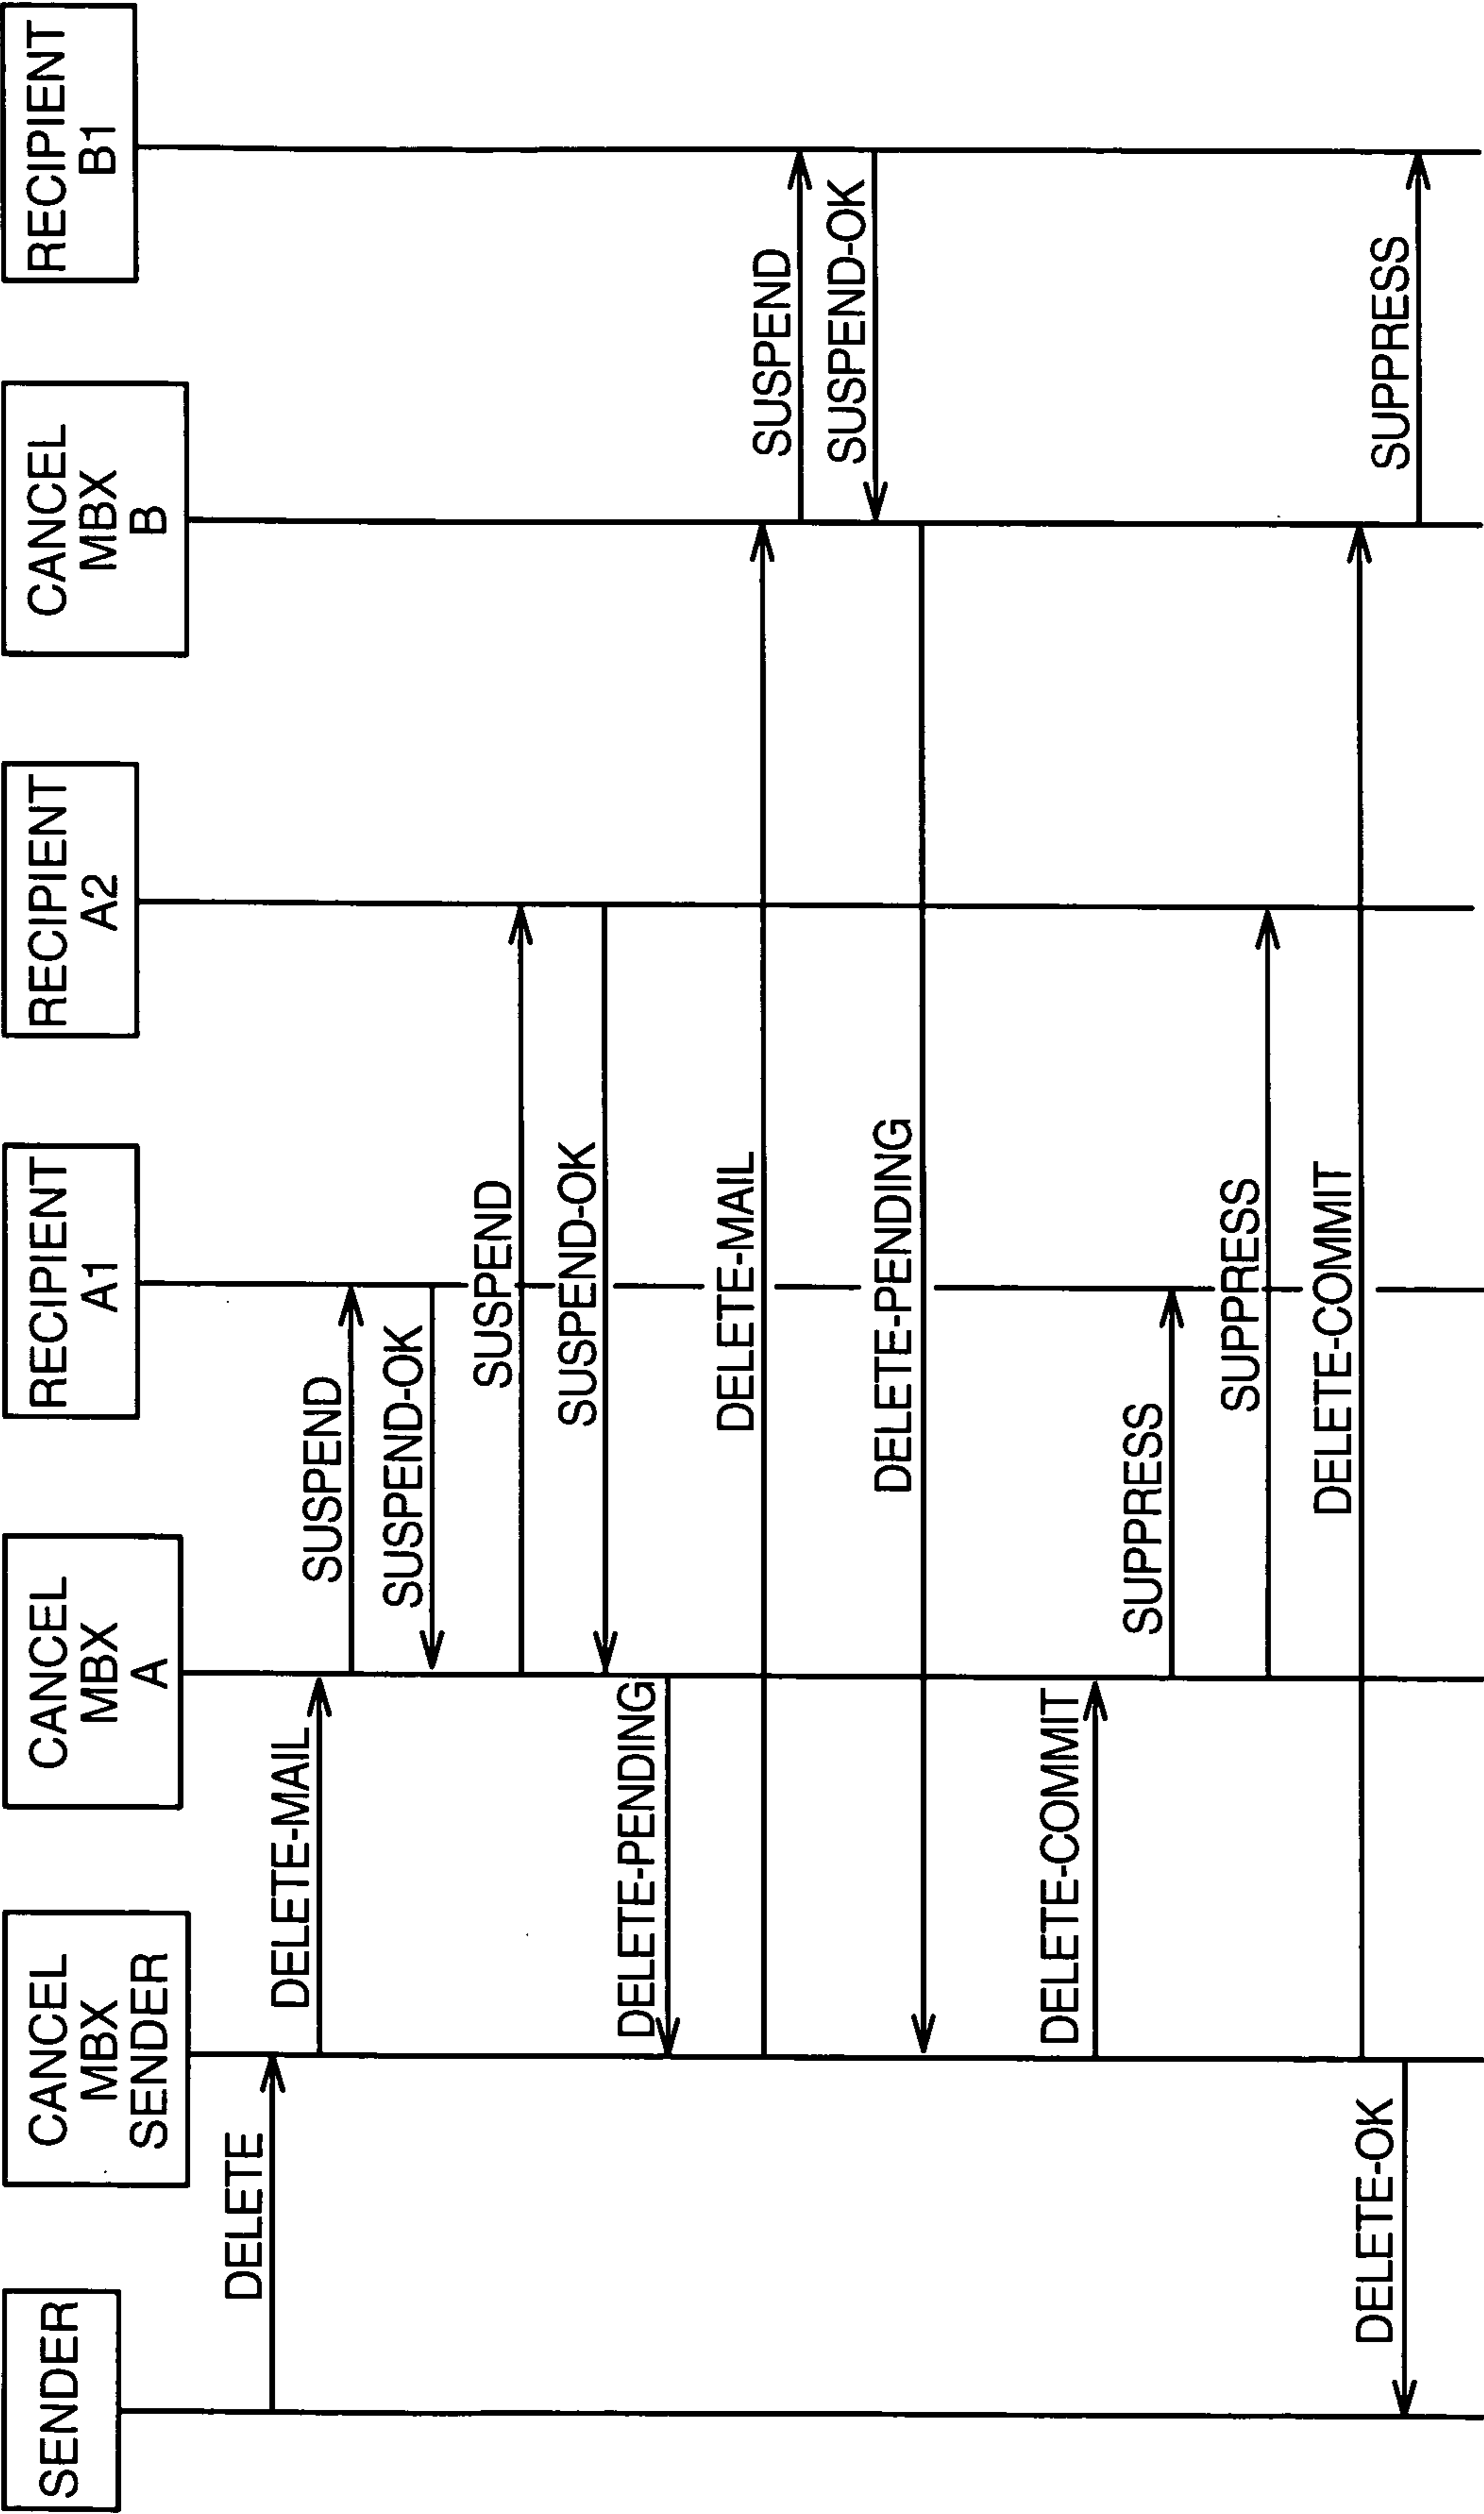 SENDER
CANCEL
MBX
SENDER
CANCEL
MBX
A
RECIPIENT
A1
RECIPIENT
A2
CANCEL
MBX
B
RECIPIENT
B1
DELETE
DELETE-MAIL
SUSPEND
SUSPEND-OK
SUSPEND
SUSPEND-OK
DELETE-PENDING
DELETE-MAIL
SUSPEND
SUSPEND-OK
DELETE-PENDING
DELETE-COMMIT
SUPPRESS
SUPPRESS
DELETE-COMMIT
DELETE-OK
SUPPRESS